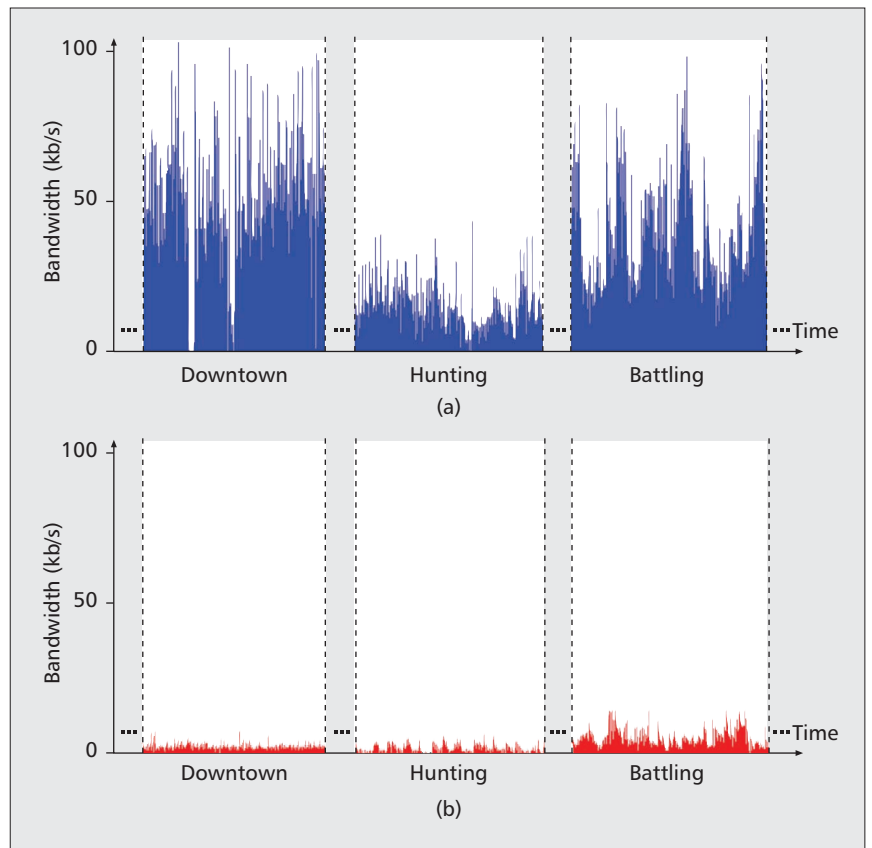 100
Bandwidth (kb/s)
50
0
Time
Downtown Hunting Battling
(a)
100
Bandwidth (kb/s)
50
0
Time
Downtown Hunting Battling
(b)